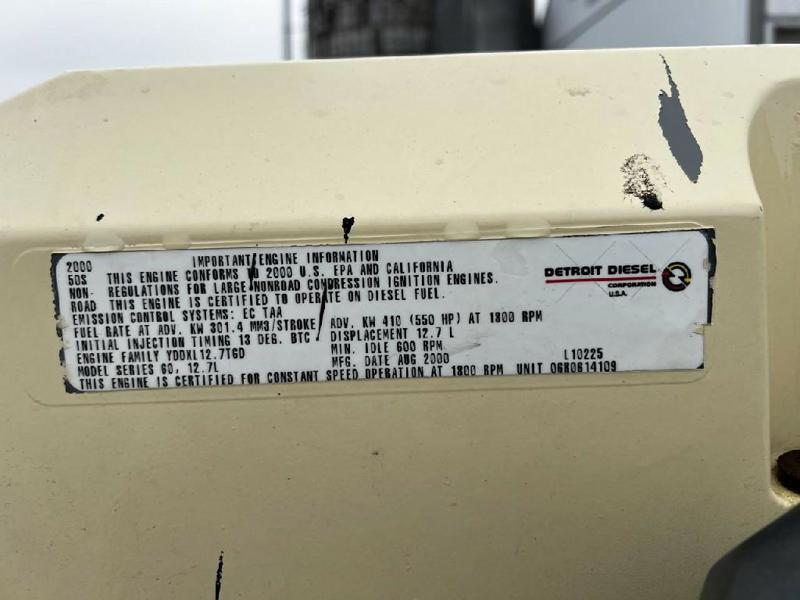 2000 IMPORTANT ENGINE INFORMATION
50S THIS ENGINE CONFORMS TO 2000 U.S. EPA AND CALIFORNIA
NON- REGULATIONS FOR LARGE NONROAD COMPRESSION IGNITION ENGINES.
ROAD THIS ENGINE IS CERTIFIED TO OPERATE ON DIESEL FUEL.
EMISSION CONTROL SYSTEMS: EC TAA
FUEL RATE AT ADV. KW 301.4 MM3/STROKE ADV. KW 410 (550 HP) AT 1800 RPM
INITIAL INJECTION TIMING 13 DEG. BTC DISPLACEMENT 12.7 L
ENGINE FAMILY YDDXL12.7TGD MIN. IDLE 600 RPM
MODEL SERIES 60, 12.7L MFG. DATE AUG 2000 L10225
THIS ENGINE IS CERTIFIED FOR CONSTANT SPEED OPERATION AT 1800 RPM UNIT 06R0614109
DETROIT DIESEL
CORPORATION
U.S.A.